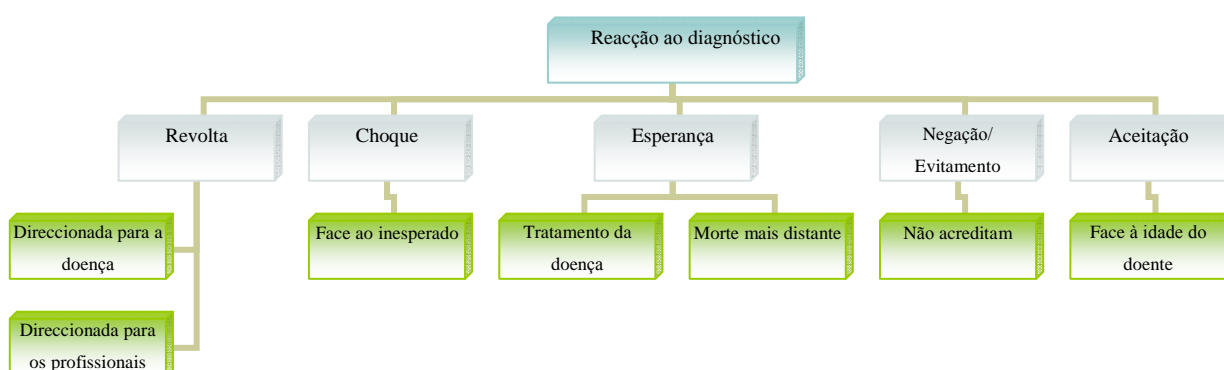 Reacção ao diagnóstico
Revolta
Choque
Esperança
Negação/
Evitamento
Aceitação
Direccionada para a
doença
Face ao inesperado
Tratamento da
doença
Morte mais distante
Não acreditam
Face à idade do
doente
Direccionada para
os profissionais